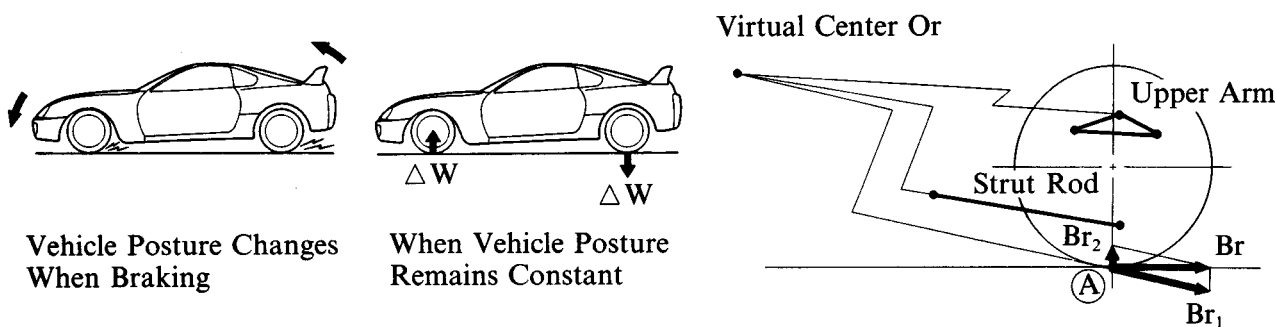 △W
△W
Vehicle Posture Changes
When Braking
When Vehicle Posture
Remains Constant
Virtual Center Or
Upper Arm
Strut Rod
Br₂
Br
A
Br₁